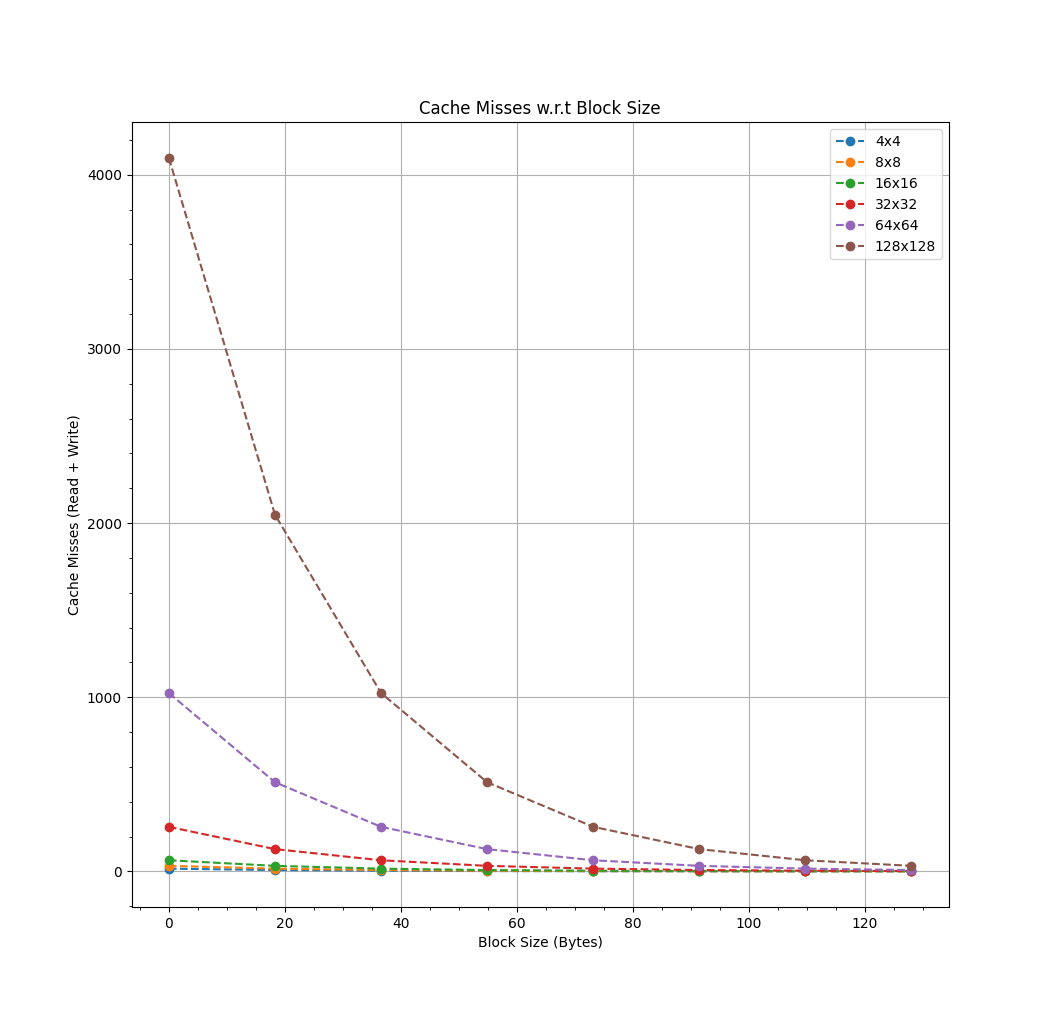 Cache Misses w.r.t Block Size
4x4
8x8
16x16
32x32
64x64
128x128
4000
3000
2000
1000
0
Cache Misses (Read + Write)
0 20 40 60 80 100 120
Block Size (Bytes)